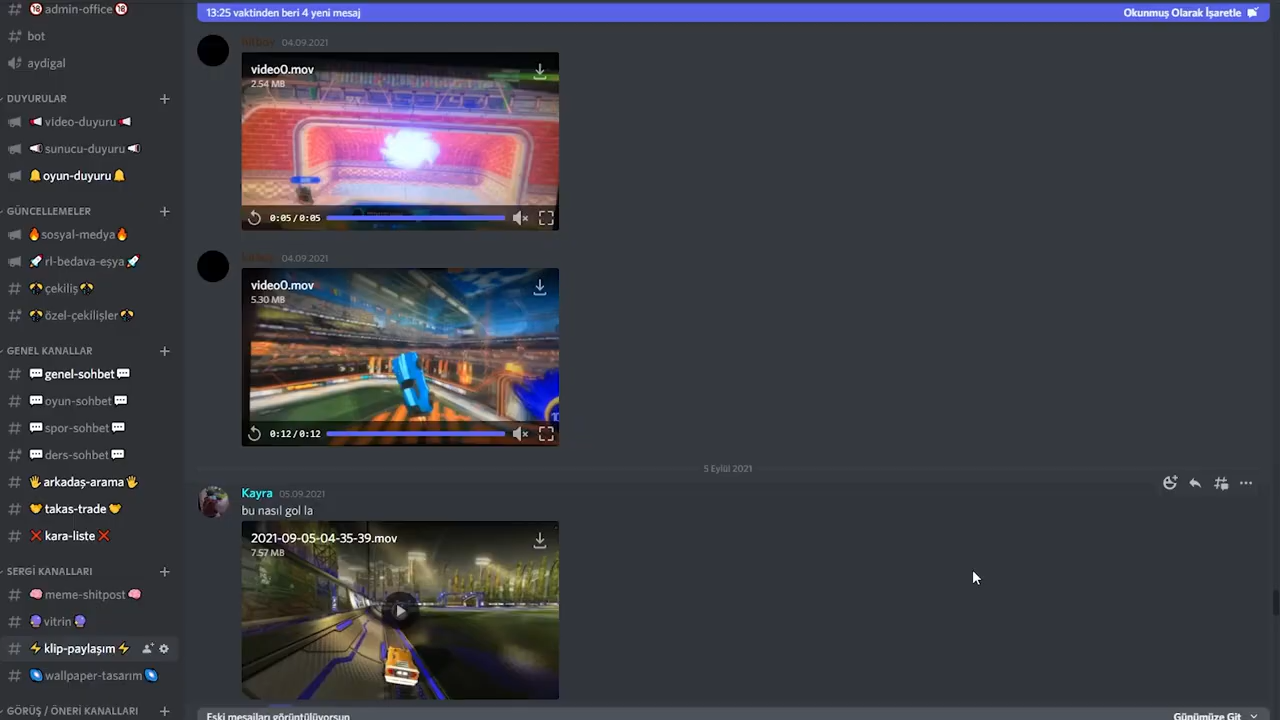 admin-office
bot
aydigal
DUYURULAR
video-duyuru
sunucu-duyuru
oyun-duyuru
GÜNCELLEMELER
sosyal-medya
rl-bedava-eşya
çekiliş
özel-çekilişler
GENEL KANALLAR
genel-sohbet
oyun-sohbet
spor-sohbet
ders-sohbet
arkadaş-arama
takas-trade
kara-liste
SERGİ KANALLARI
meme-shitpost
vitrin
klip-paylaşım
wallpaper-tasarım
GÖRÜŞ / ÖNERİ KANALLARI
13:25 vaktinden beri 4 yeni mesaj
Okunmuş Olarak İşaretle
04.09.2021
video0.mov
2.54 MB
0:05/0:05
04.09.2021
video0.mov
5.30 MB
0:12/0:12
5 Eylül 2021
Kayra 05.09.2021
bu nasıl gol la
2021-09-05-04-35-39.mov
7.57 MB
Eski mesajları görüntülüyorsun
Günümüze Git